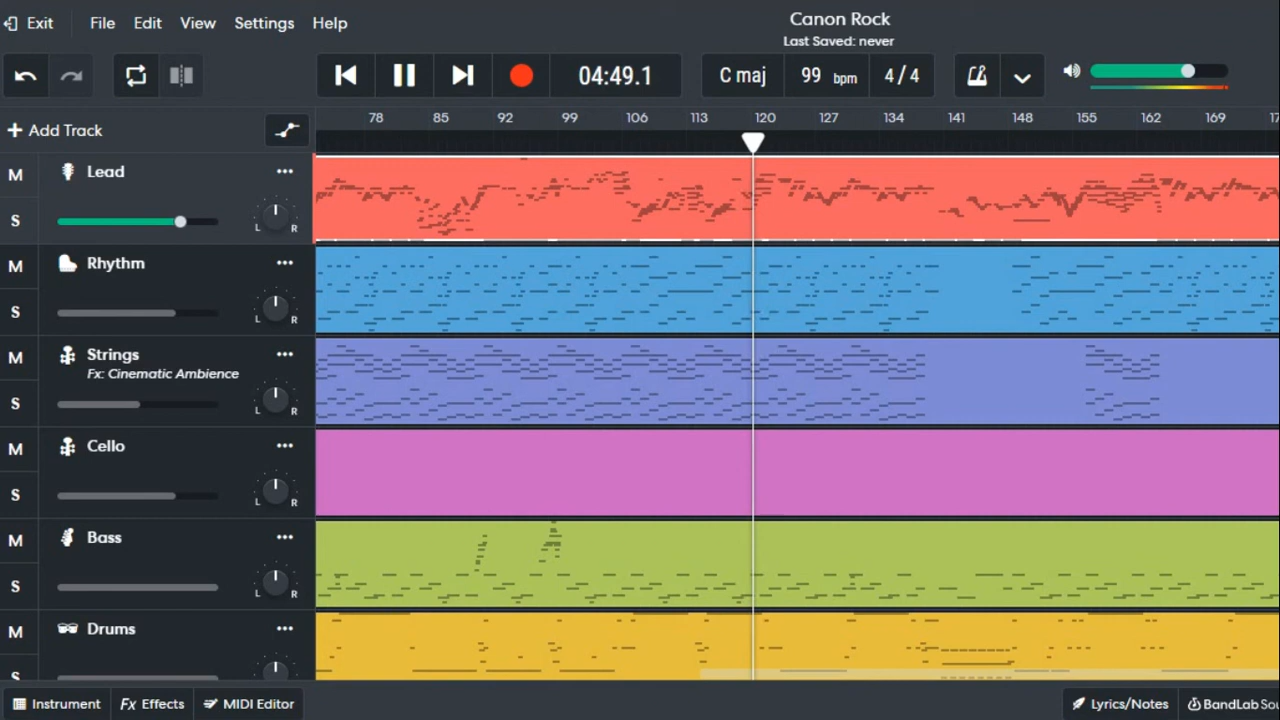 Exit File Edit View Settings Help
Canon Rock
Last Saved: never
04:49.1 C maj 99 bpm 4 / 4
+ Add Track
78 85 92 99 106 113 120 127 134 141 148 155 162 169
M Lead
S L R
M Rhythm
S L R
M Strings
Fx: Cinematic Ambience
S L R
M Cello
S L R
M Bass
S L R
M Drums
S
Instrument Fx Effects MIDI Editor Lyrics/Notes BandLab